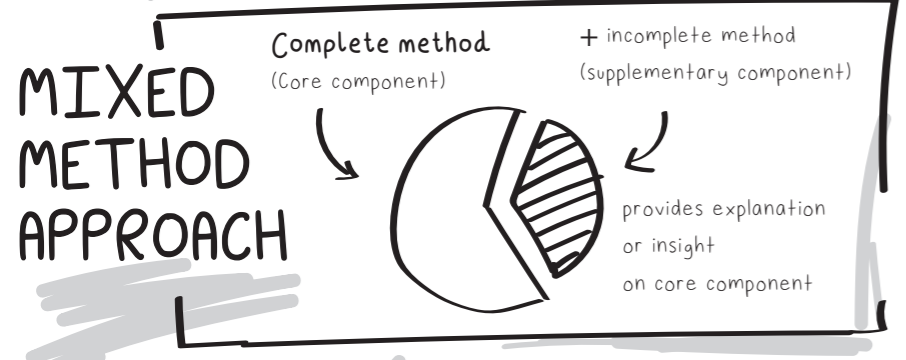 MIXED
METHOD
APPROACH
Complete method
(Core component)
+ incomplete method
(supplementary component)
provides explanation
or insight
on core component